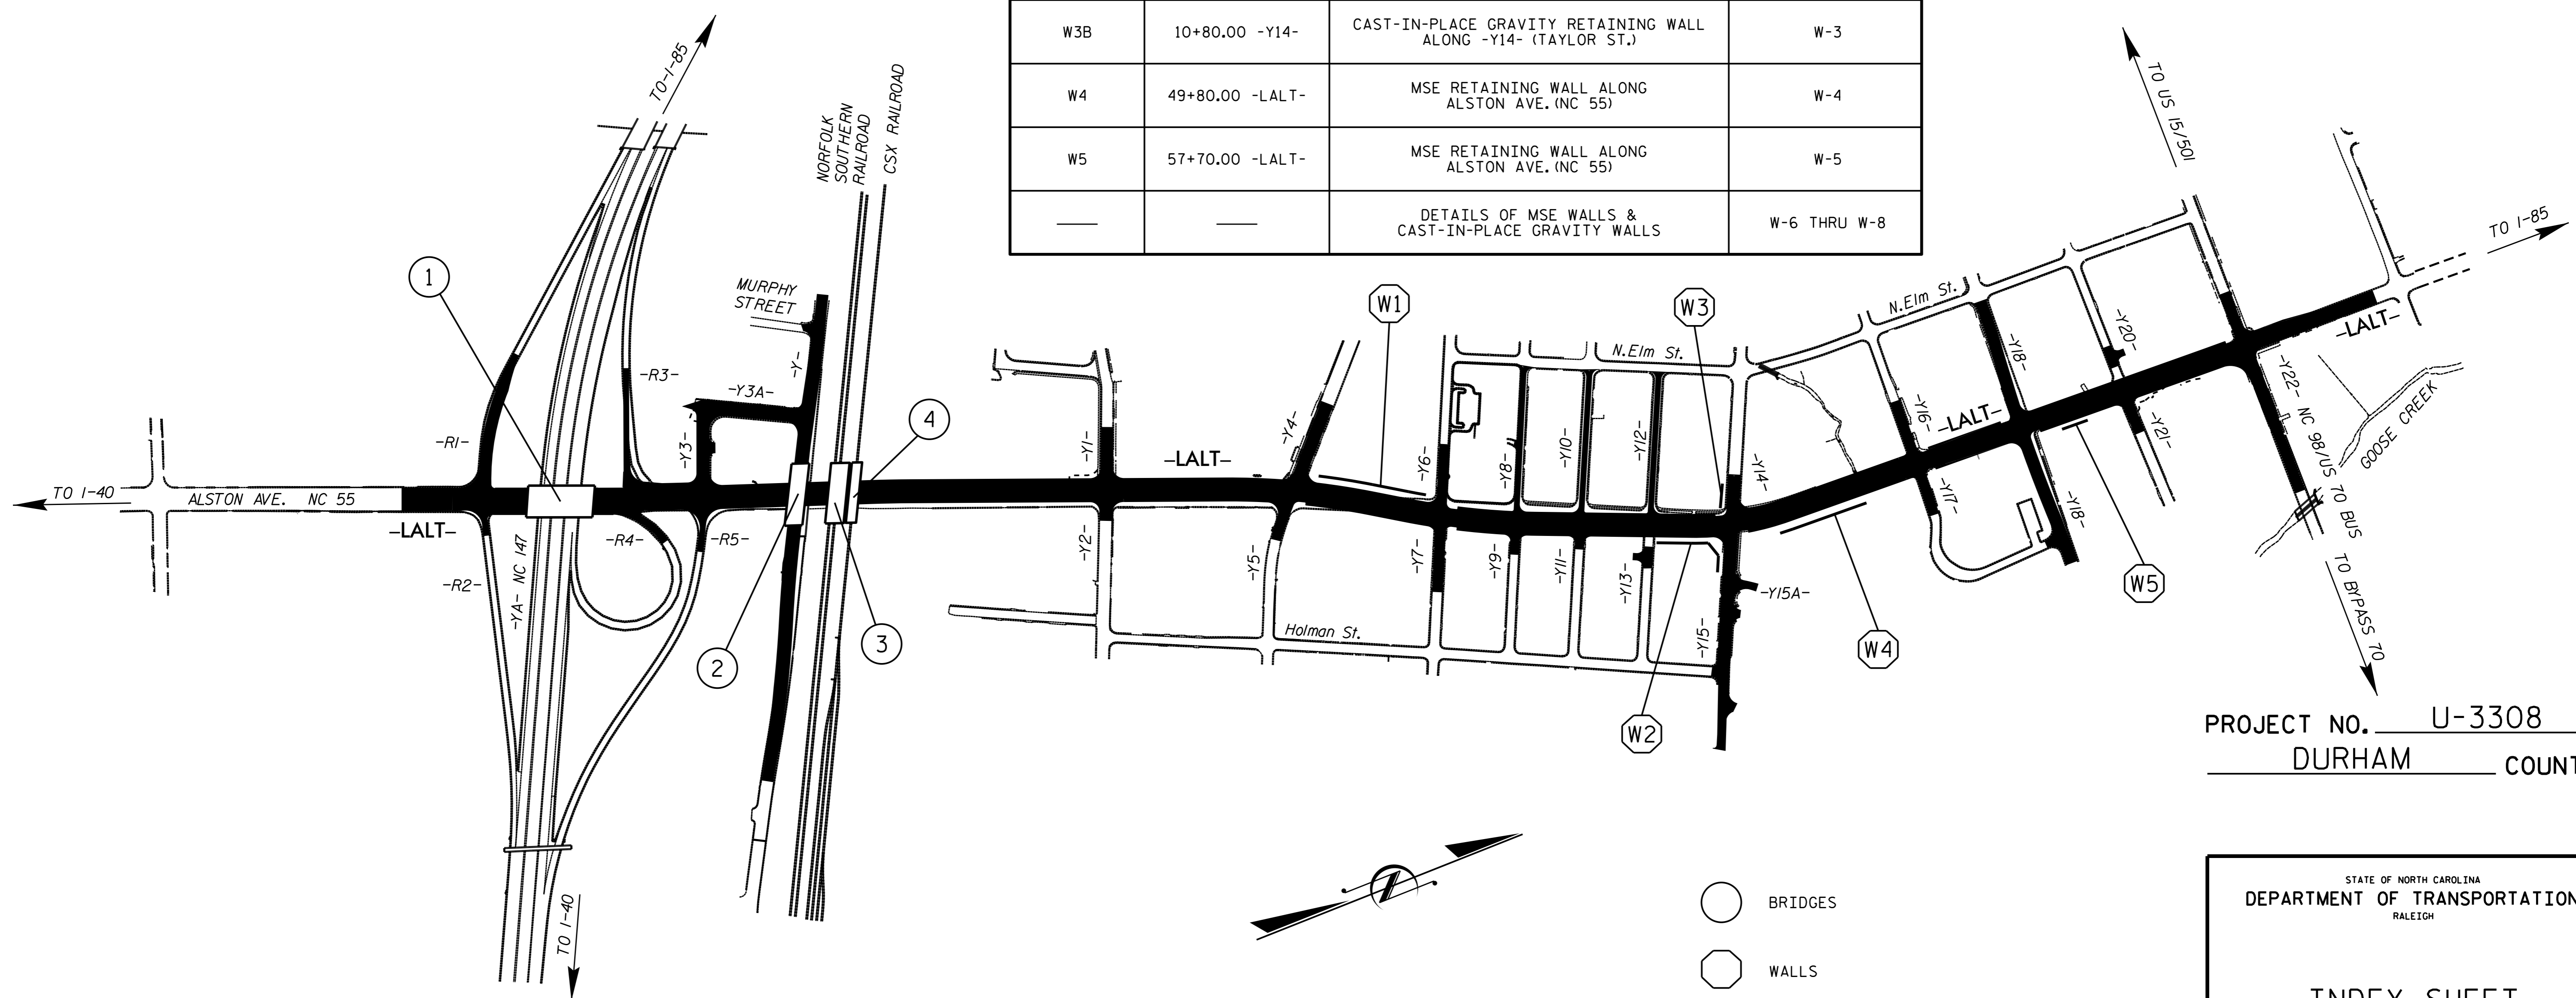 W3B 10+80.00 -Y14- CAST-IN-PLACE GRAVITY RETAINING WALL W-3
ALONG -Y14- (TAYLOR ST.)
W4 49+80.00 -LALT- MSE RETAINING WALL ALONG W-4
ALSTON AVE. (NC 55)
W5 57+70.00 -LALT- MSE RETAINING WALL ALONG W-5
ALSTON AVE. (NC 55)
DETAILS OF MSE WALLS & W-6 THRU W-8
CAST-IN-PLACE GRAVITY WALLS
TO I-85
NORFOLK
SOUTHERN
RAILROAD
CSX RAILROAD
TO US 15/501
TO I-85
1
MURPHY
STREET
W1
W3
N.Elm St.
N.Elm St.
-LALT-
-R3-
-Y3A-
-Y-
4
-R1-
-Y3-
-Y1-
-LALT-
-Y4-
-Y6-
-Y8-
-Y10-
-Y12-
-Y14-
-Y16-
-LALT-
-Y18-
-Y20-
-Y21-
-Y22- NC 98/US 70 BUS
GOOSE CREEK
TO I-40
ALSTON AVE. NC 55
-LALT-
-R4-
-R5-
-R2-
-YA- NC 147
-Y2-
-Y5-
-Y7-
-Y9-
-Y11-
-Y13-
-Y15-
-Y15A-
-Y17-
-Y18-
W5
W4
W2
2
3
Holman St.
TO BYPASS 70
TO I-40
PROJECT NO. U-3308
DURHAM COUNT
Z
BRIDGES
WALLS
STATE OF NORTH CAROLINA
DEPARTMENT OF TRANSPORTATION
RALEIGH
INDEX SHEET